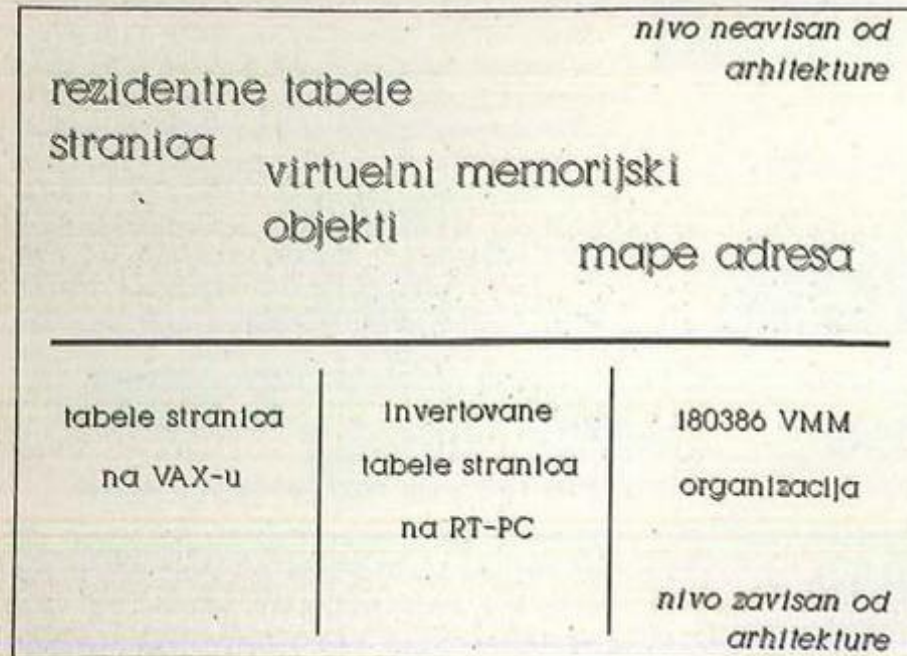 nivo neavisan od
arhitekture
rezidentne tabele
stranica
virtuelni memorijski
objekti
mape adresa
tabele stranica
na VAX-u
invertovane
tabele stranica
na RT-PC
i80386 VMM
organizacija
nivo zavisan od
arhitekture